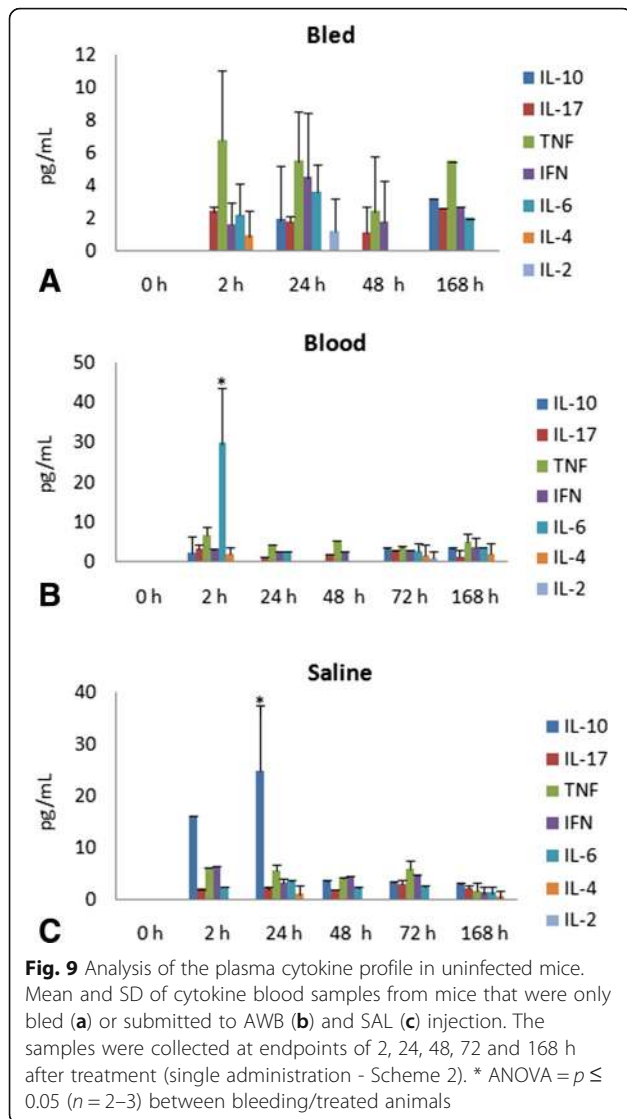 Bled
12
10
8
6
4
2
0
pg/mL
0 h 2 h 24 h 48 h 168 h
IL-10
IL-17
TNF
IFN
IL-6
IL-4
IL-2
A
Blood
50
40
30
20
10
0
pg/mL
*
0 h 2 h 24 h 48 h 72 h 168 h
IL-10
IL-17
TNF
IFN
IL-6
IL-4
IL-2
B
Saline
40
30
20
10
0
pg/mL
*
0 h 2 h 24 h 48 h 72 h 168 h
IL-10
IL-17
TNF
IFN
IL-6
IL-4
IL-2
C
Fig. 9 Analysis of the plasma cytokine profile in uninfected mice.
Mean and SD of cytokine blood samples from mice that were only
bled (a) or submitted to AWB (b) and SAL (c) injection. The
samples were collected at endpoints of 2, 24, 48, 72 and 168 h
after treatment (single administration - Scheme 2). * ANOVA = p ≤
0.05 (n = 2–3) between bleeding/treated animals